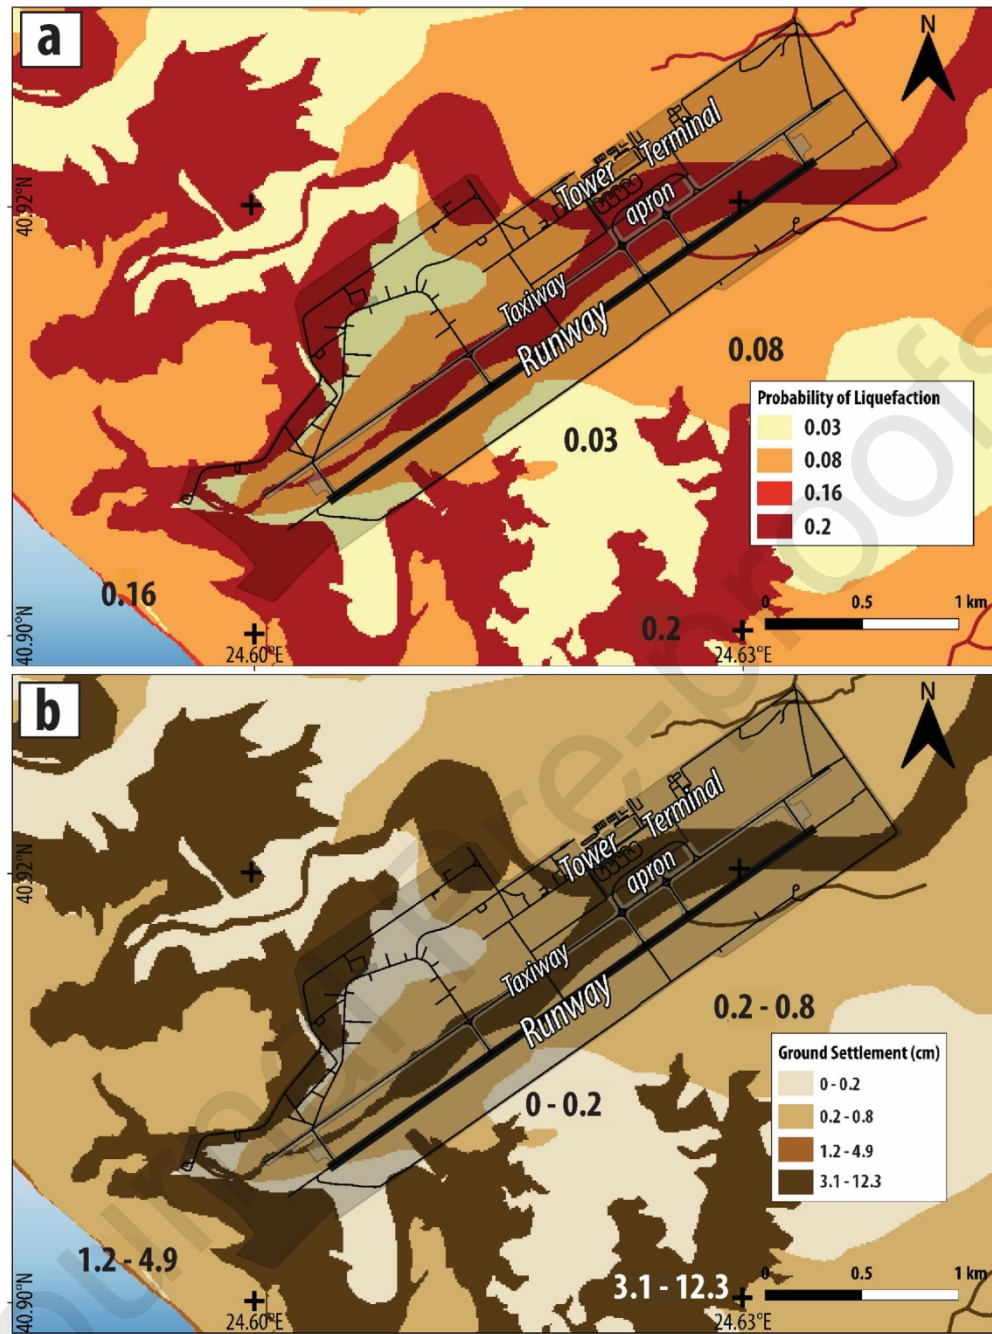 a
N
Terminal
Tower
apron
40.92°N
Taxiway
Runway
0.08
Probability of Liquefaction
0.03
0.08
0.16
0.2
0.03
0.16
0.2
0 0.5 1 km
40.90°N
24.60°E
24.63°E
b
N
Terminal
Tower
apron
40.92°N
Taxiway
Runway
0.2 - 0.8
Ground Settlement (cm)
0 - 0.2
0.2 - 0.8
1.2 - 4.9
3.1 - 12.3
0 - 0.2
1.2 - 4.9
3.1 - 12.3
0 0.5 1 km
40.90°N
24.60°E
24.63°E
ournal Pre-proofs